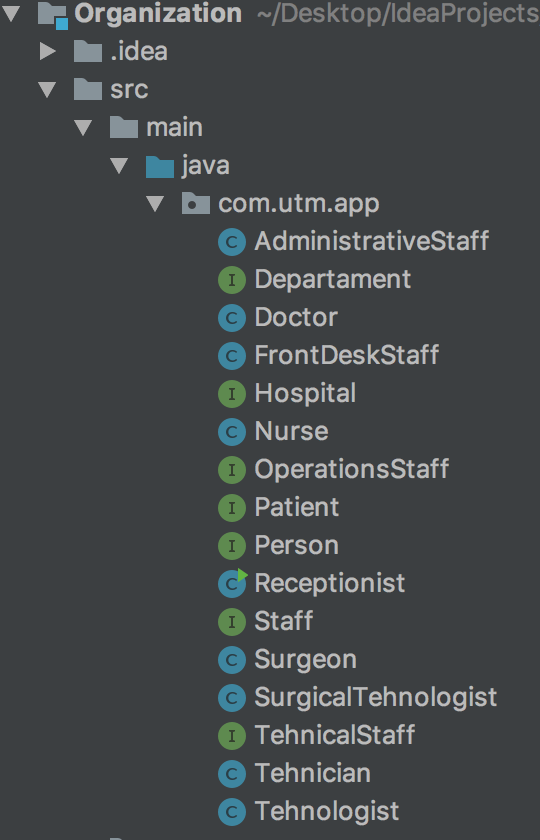 Organization ~/Desktop/IdeaProjects
.idea
src
main
java
com.utm.app
C AdministrativeStaff
I Departament
C Doctor
C FrontDeskStaff
I Hospital
C Nurse
I OperationsStaff
I Patient
I Person
C Receptionist
I Staff
C Surgeon
C SurgicalTehnologist
I TehnicalStaff
C Tehnician
C Tehnologist